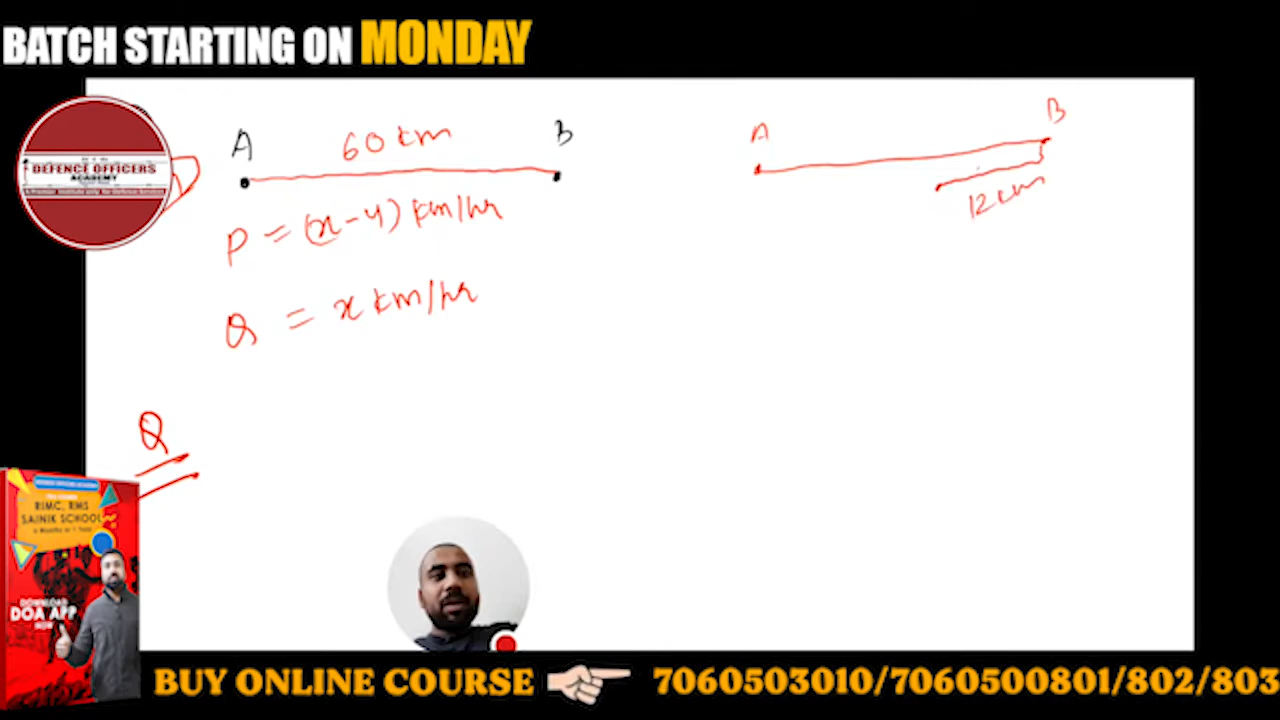 BATCH STARTING ON MONDAY
A 60 km B
P = (x-4) km/hr
Q = x km/hr
A B
12 km
Q
DEFENCE OFFICERS
ACADEMY
RIMC, RMS
SAINIK SCHOOL
DOWNLOAD
DOA APP
NOW
BUY ONLINE COURSE 7060503010/7060500801/802/803